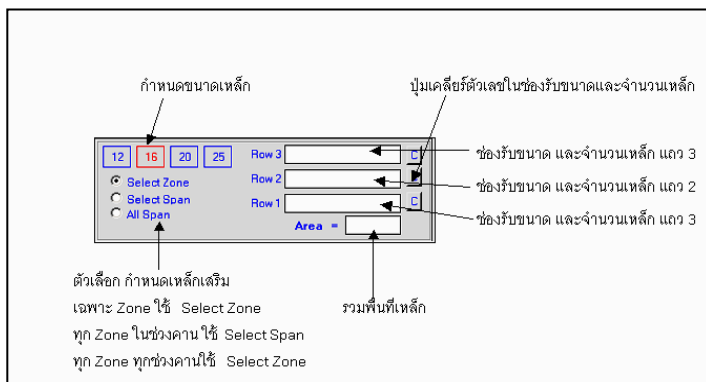 กำหนดขนาดเหล็ก
ปุ่มเคลียร์ตัวเลขในช่องรับขนาดและจำนวนเหล็ก
12 16 20 25
Row 3 C
ช่องรับขนาด และจำนวนเหล็ก แถว 3
Select Zone
Row 2
ช่องรับขนาด และจำนวนเหล็ก แถว 2
Select Span
Row 1 C
ช่องรับขนาด และจำนวนเหล็ก แถว 3
All Span
Area =
ตัวเลือก กำหนดเหล็กเสริม
เฉพาะ Zone ใช้ Select Zone
รวมพื้นที่เหล็ก
ทุก Zone ในช่วงคาน ใช้ Select Span
ทุก Zone ทุกช่วงคานใช้ Select Zone